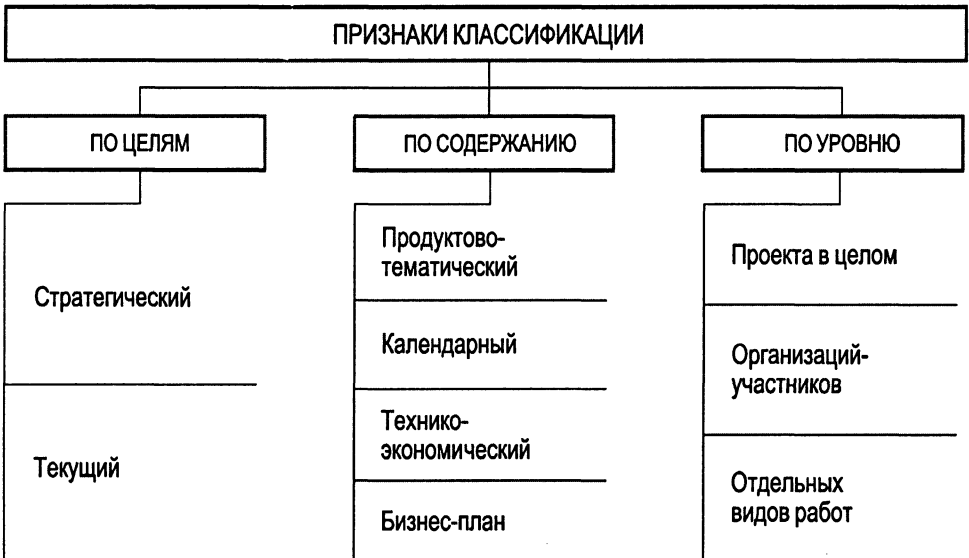 ПРИЗНАКИ КЛАССИФИКАЦИИ
ПО ЦЕЛЯМ
Стратегический
Текущий
ПО СОДЕРЖАНИЮ
Продуктово-
тематический
Календарный
Технико-
экономический
Бизнес-план
ПО УРОВНЮ
Проекта в целом
Организаций-
участников
Отдельных
видов работ